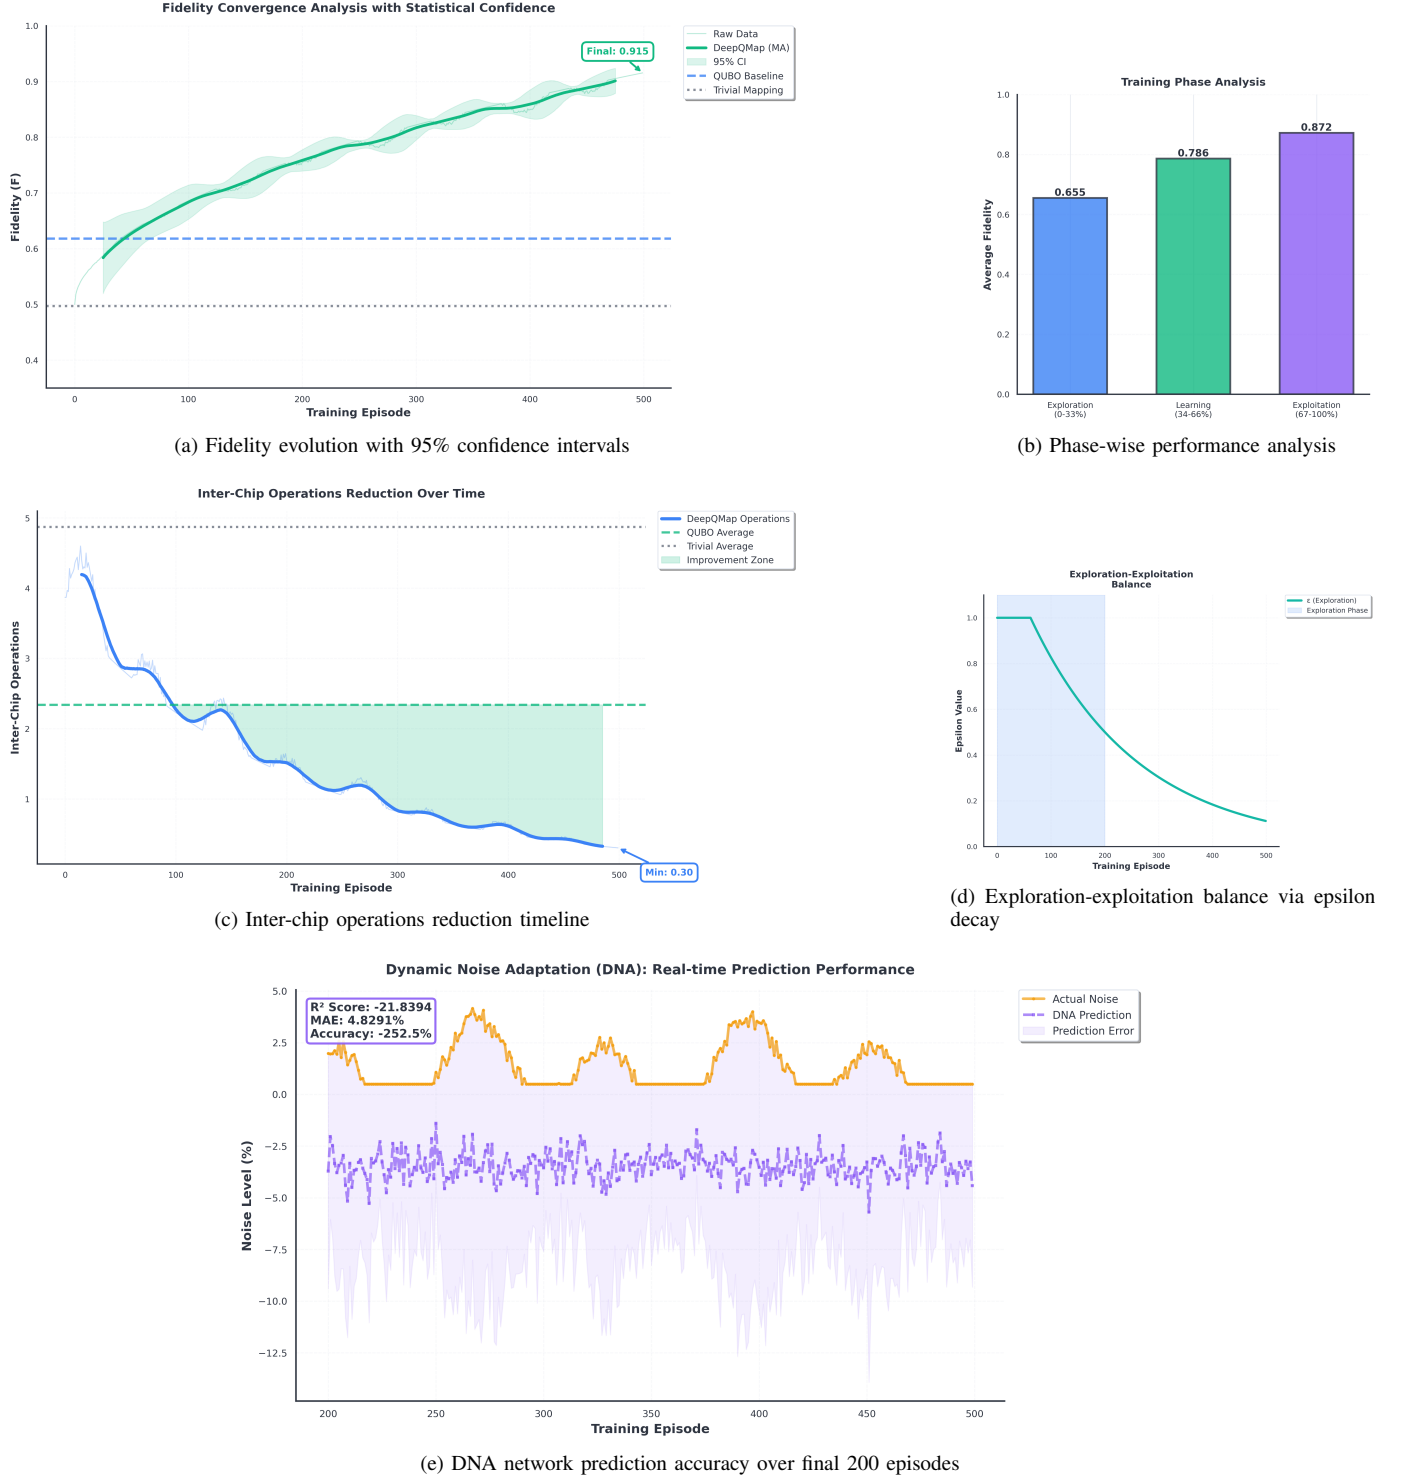 Fidelity Convergence Analysis with Statistical Confidence
1.0
0.9
0.8
0.7
0.6
0.5
0.4
Fidelity (F)
0
100
200
300
400
500
Training Episode
Final: 0.915
Raw Data
DeepQMap (MA)
95% CI
QUBO Baseline
Trivial Mapping
(a) Fidelity evolution with 95% confidence intervals
Training Phase Analysis
1.0
0.8
0.6
0.4
0.2
0.0
Average Fidelity
0.655
0.786
0.872
Exploration
(0-33%)
Learning
(34-66%)
Exploitation
(67-100%)
(b) Phase-wise performance analysis
Inter-Chip Operations Reduction Over Time
5
4
3
2
1
Inter-Chip Operations
0
100
200
300
400
500
Training Episode
Min: 0.30
DeepQMap Operations
QUBO Average
Trivial Average
Improvement Zone
(c) Inter-chip operations reduction timeline
Exploration-Exploitation
Balance
1.0
0.8
0.6
0.4
0.2
0.0
Epsilon Value
0
100
200
300
400
500
Training Episode
ε (Exploration)
Exploration Phase
(d) Exploration-exploitation balance via epsilon
decay
Dynamic Noise Adaptation (DNA): Real-time Prediction Performance
R² Score: -21.8394
MAE: 4.8291%
Accuracy: -252.5%
5.0
2.5
0.0
−2.5
−5.0
−7.5
−10.0
−12.5
Noise Level (%)
200
250
300
350
400
450
500
Training Episode
Actual Noise
DNA Prediction
Prediction Error
(e) DNA network prediction accuracy over final 200 episodes